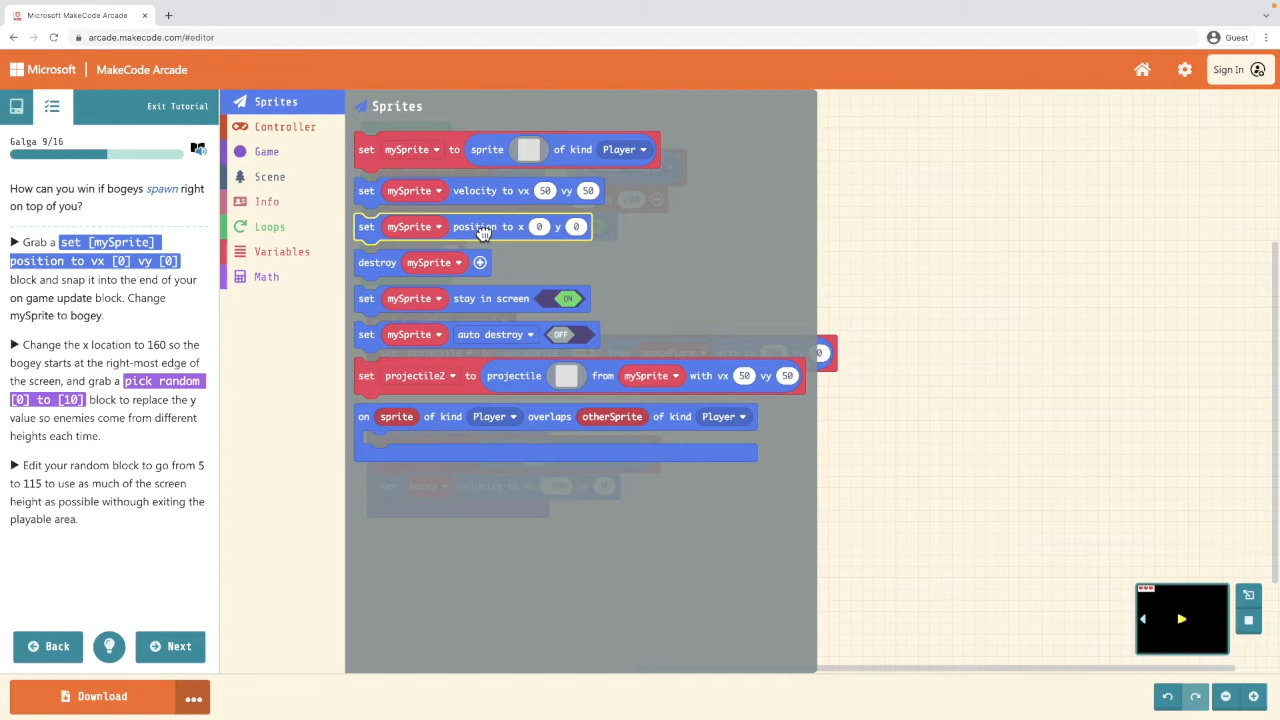 Microsoft MakeCode Arcade
arcade.makecode.com/#editor
Guest
Microsoft | MakeCode Arcade
Sign In
Exit Tutorial
Galga 9/16
How can you win if bogeys spawn right
on top of you?
► Grab a set [mySprite]
position to vx [0] vy [0]
block and snap it into the end of your
on game update block. Change
mySprite to bogey.
► Change the x location to 160 so the
bogey starts at the right-most edge of
the screen, and grab a pick random
[0] to [10] block to replace the y
value so enemies come from different
heights each time.
► Edit your random block to go from 5
to 115 to use as much of the screen
height as possible withough exiting the
playable area.
Back
Next
Download
Sprites
Controller
Game
Scene
Info
Loops
Variables
Math
Sprites
set mySprite to sprite of kind Player
set mySprite velocity to vx 50 vy 50
set mySprite position to x 0 y 0
destroy mySprite
set mySprite stay in screen ON
set mySprite auto destroy OFF
set projectile2 to projectile from mySprite with vx 50 vy 50
0
on sprite of kind Player overlaps otherSprite of kind Player
set bogey velocity to vx -100 vy 0